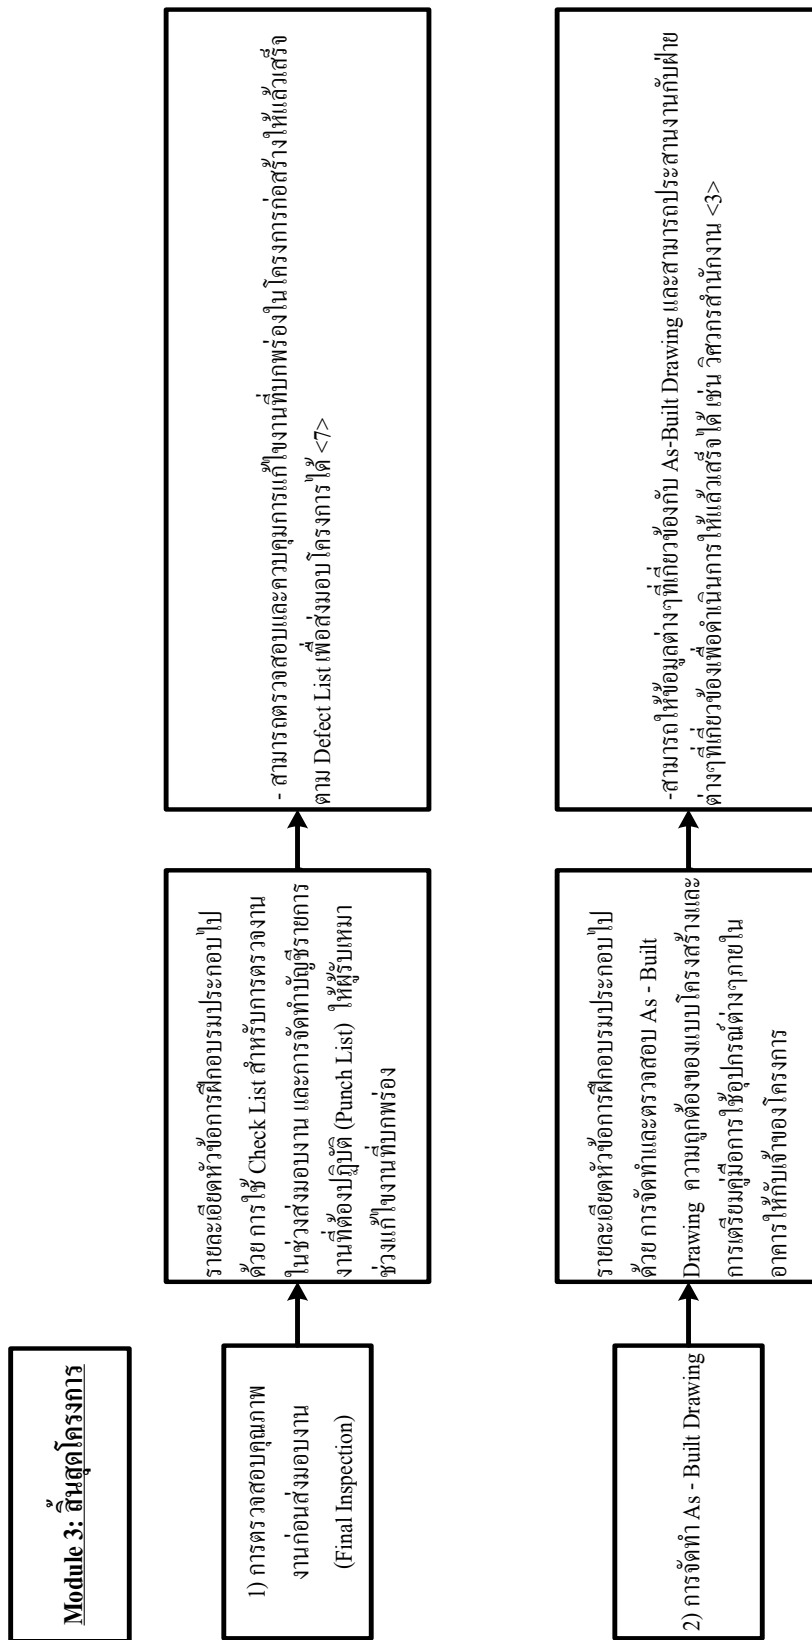 Module 3: สิ้นสุดโครงการ
1) การตรวจสอบคุณภาพ
งานก่อนส่งมอบงาน
(Final Inspection)
รายละเอียดหัวข้อการฝึกอบรมประกอบไป
ด้วย การใช้ Check List สำหรับการตรวจงาน
ในช่วงส่งมอบงาน และการจัดทำบัญชีรายการ
งานที่ต้องปฏิบัติ (Punch List) ให้ผู้รับเหมา
ช่วงแก้ไขงานที่บกพร่อง
- สามารถตรวจสอบและควบคุมการแก้ไขงานที่บกพร่องในโครงการก่อสร้างให้แล้วเสร็จ
ตาม Defect List เพื่อส่งมอบโครงการได้ <7>
2) การจัดทำ As - Built Drawing
รายละเอียดหัวข้อการฝึกอบรมประกอบไป
ด้วย การจัดทำและตรวจสอบ As - Built
Drawing ความถูกต้องของแบบโครงสร้างและ
การเตรียมคู่มือการใช้อุปกรณ์ต่างๆภายใน
อาคารให้กับเจ้าของโครงการ
-สามารถให้ข้อมูลต่างๆที่เกี่ยวข้องกับ As-Built Drawing และสามารถประสานงานกับฝ่าย
ต่างๆที่เกี่ยวข้องเพื่อดำเนินการให้แล้วเสร็จได้ เช่น วิศวกรสำนักงาน <3>